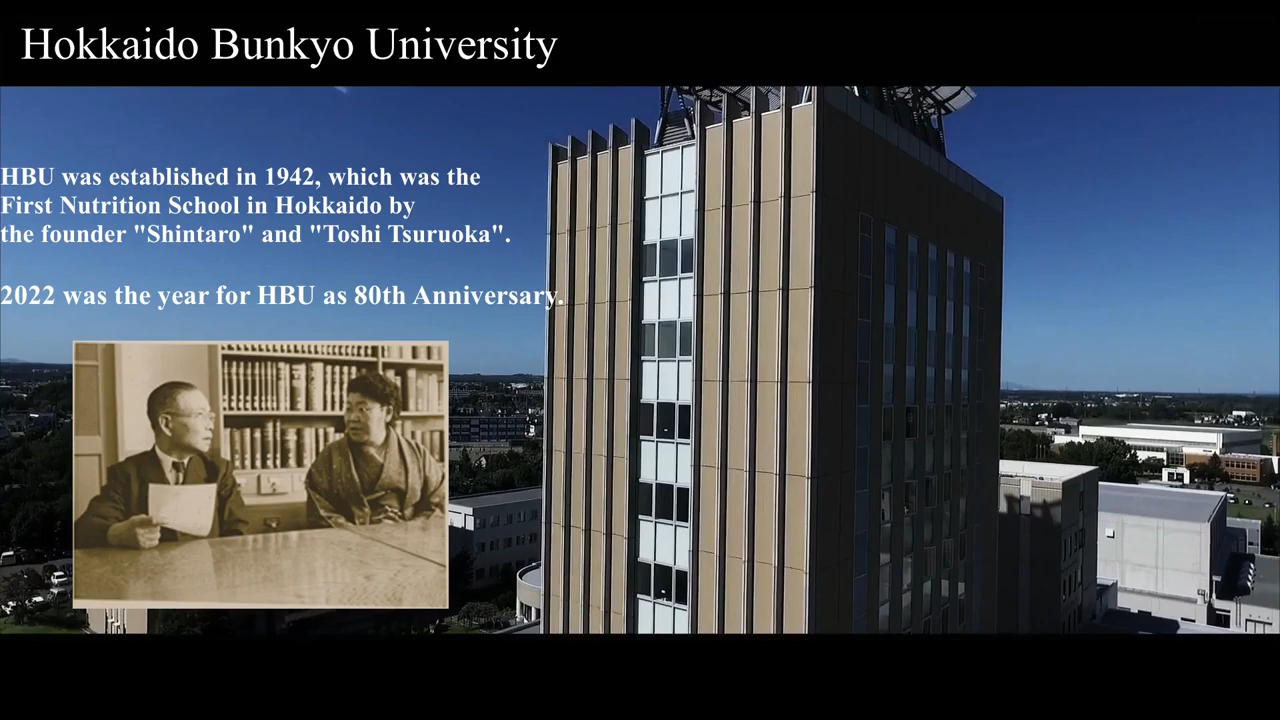 Hokkaido Bunkyo University
HBU was established in 1942, which was the
First Nutrition School in Hokkaido by
the founder "Shintaro" and "Toshi Tsuruoka".
2022 was the year for HBU as 80th Anniversary.